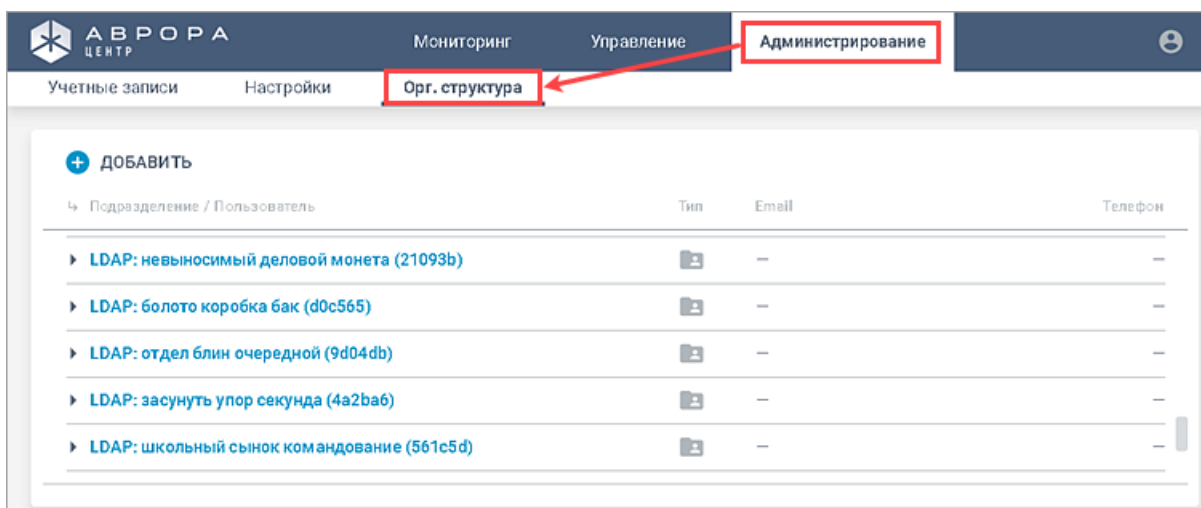 АВРОРА
ЦЕНТР
Мониторинг Управление Администрирование
Учетные записи Настройки Орг. структура
ДОБАВИТЬ
Подразделение / Пользователь Тип Email Телефон
LDAP: невыносимый деловой монета (21093b) — —
LDAP: болото коробка бак (d0c565) — —
LDAP: отдел блин очередной (9d04db) — —
LDAP: засунуть упор секунда (4a2ba6) — —
LDAP: школьный сынок командование (561c5d) — —